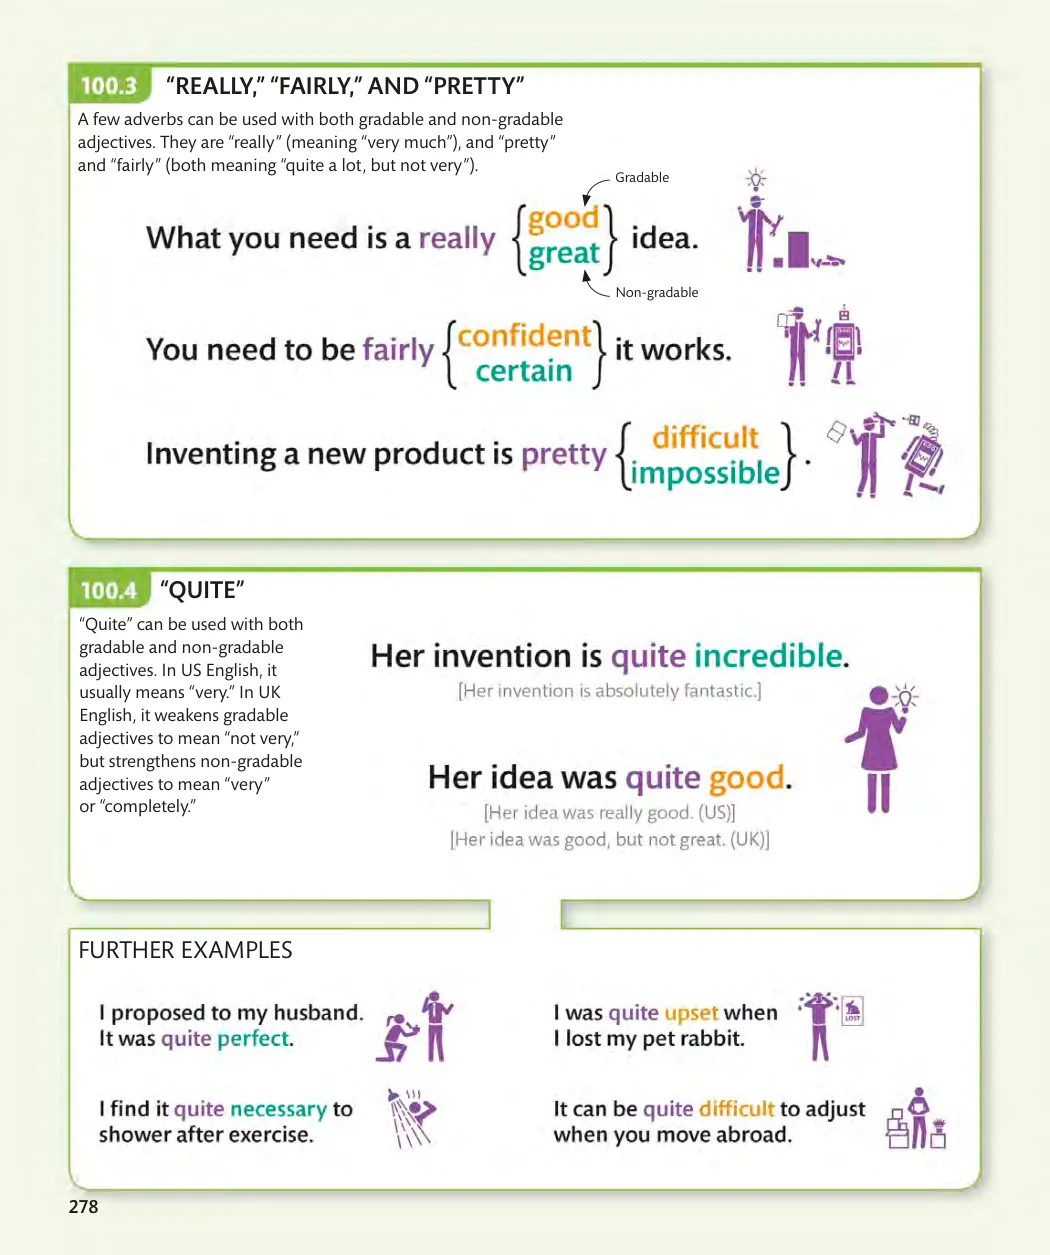 100.3 “REALLY,” “FAIRLY,” AND “PRETTY”
A few adverbs can be used with both gradable and non-gradable
adjectives. They are “really” (meaning “very much”), and “pretty”
and “fairly” (both meaning “quite a lot, but not very”).
Gradable
What you need is a really {good
great} idea.
Non-gradable
You need to be fairly {confident
certain} it works.
Inventing a new product is pretty {difficult
impossible}.
100.4 “QUITE”
“Quite” can be used with both
gradable and non-gradable
adjectives. In US English, it
usually means “very.” In UK
English, it weakens gradable
adjectives to mean “not very,”
but strengthens non-gradable
adjectives to mean “very”
or “completely.”
Her invention is quite incredible.
[Her invention is absolutely fantastic.]
Her idea was quite good.
[Her idea was really good. (US)]
[Her idea was good, but not great. (UK)]
FURTHER EXAMPLES
I proposed to my husband.
It was quite perfect.
I was quite upset when
I lost my pet rabbit.
LOST
I find it quite necessary to
shower after exercise.
It can be quite difficult to adjust
when you move abroad.
278